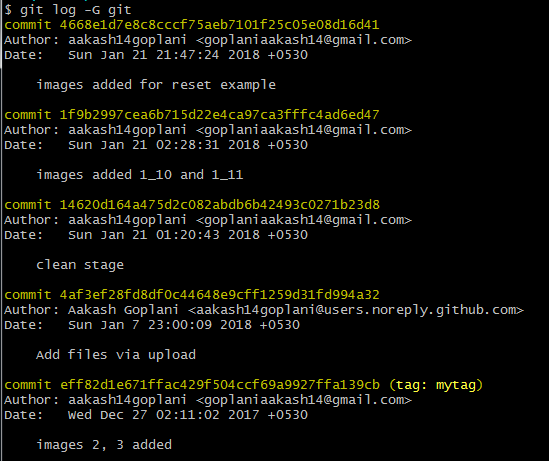 $ git log -G git
commit 4668e1d7e8c8cccf75aeb7101f25c05e08d16d41
Author: aakash14goplani <goplaniaakash14@gmail.com>
Date:   Sun Jan 21 21:47:24 2018 +0530
images added for reset example
commit 1f9b2997cea6b715d22e4ca97ca3fffc4ad6ed47
Author: aakash14goplani <goplaniaakash14@gmail.com>
Date:   Sun Jan 21 02:28:31 2018 +0530
images added 1_10 and 1_11
commit 14620d164a475d2c082abdb6b42493c0271b23d8
Author: aakash14goplani <goplaniaakash14@gmail.com>
Date:   Sun Jan 21 01:20:43 2018 +0530
clean stage
commit 4af3ef28fd8df0c44648e9cff1259d31fd994a32
Author: Aakash Goplani <aakash14goplani@users.noreply.github.com>
Date:   Sun Jan 7 23:00:09 2018 +0530
Add files via upload
commit eff82d1e671ffac429f504ccf69a9927ffa139cb (tag: mytag)
Author: aakash14goplani <goplaniaakash14@gmail.com>
Date:   Wed Dec 27 02:11:02 2017 +0530
images 2, 3 added